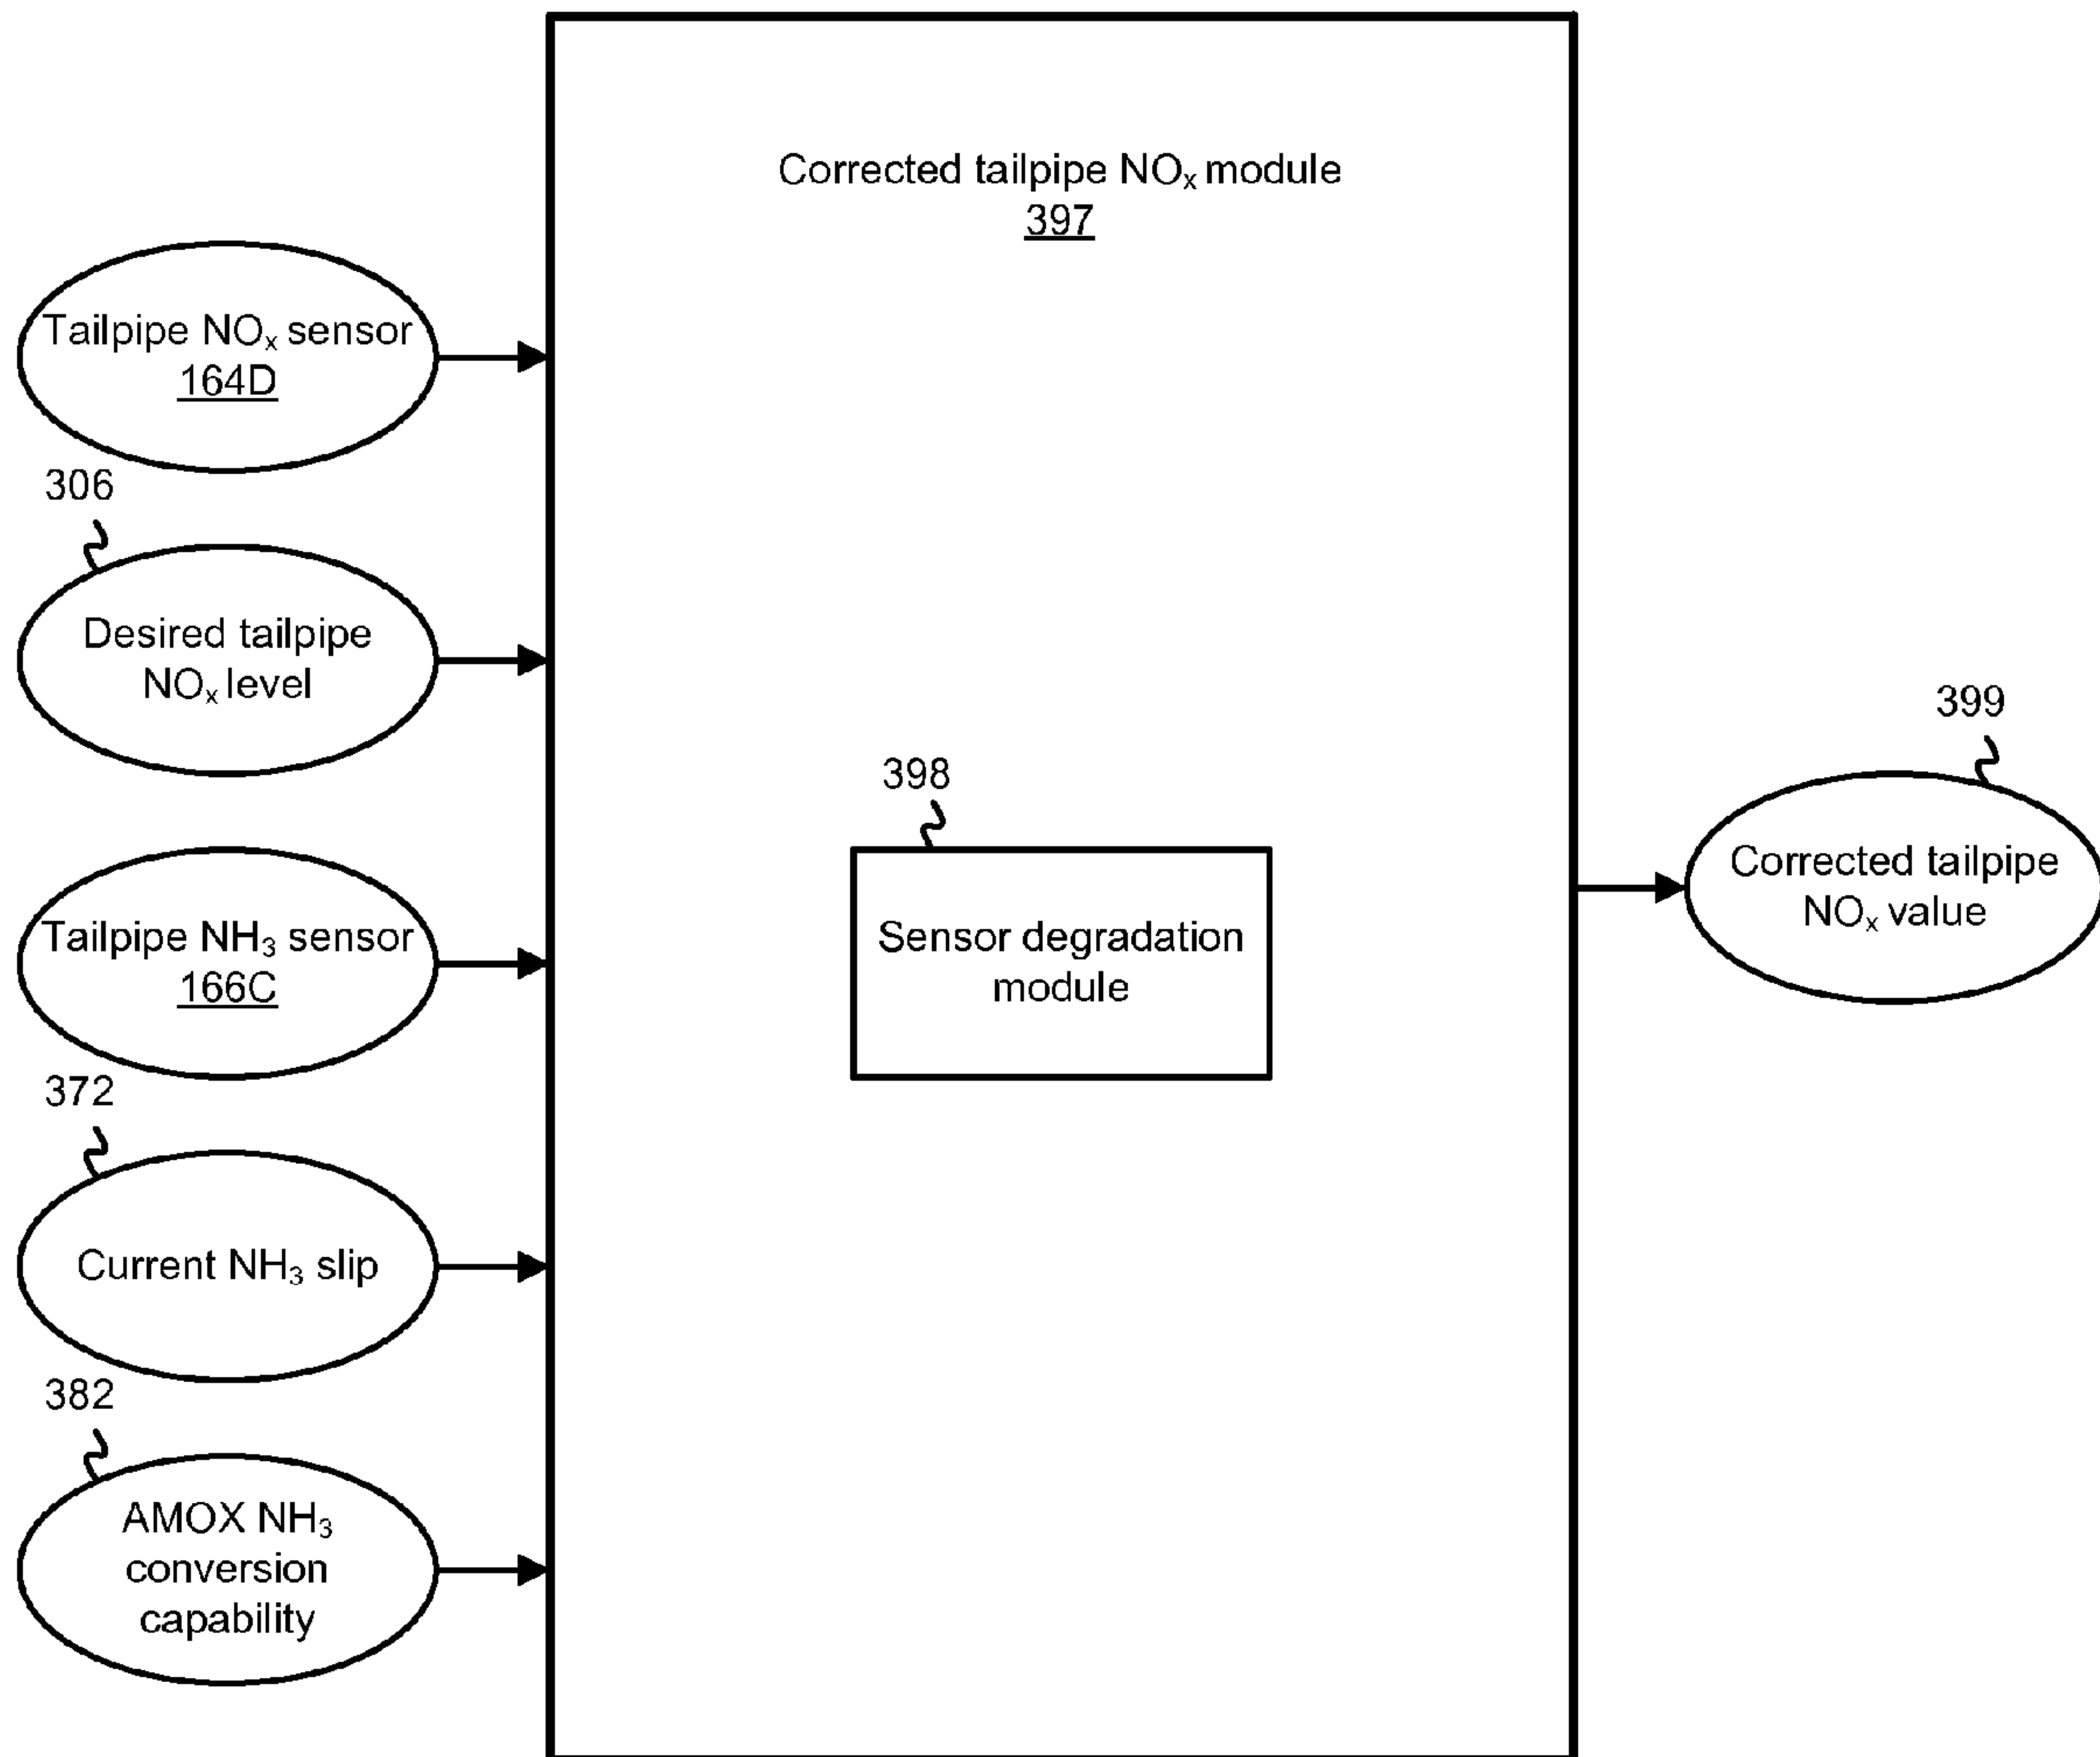 Corrected tailpipe NOₓ module
397
Tailpipe NOₓ sensor
164D
306
Desired tailpipe
NOₓ level
Tailpipe NH₃ sensor
166C
372
Current NH₃ slip
382
AMOX NH₃
conversion
capability
398
Sensor degradation
module
399
Corrected tailpipe
NOₓ value